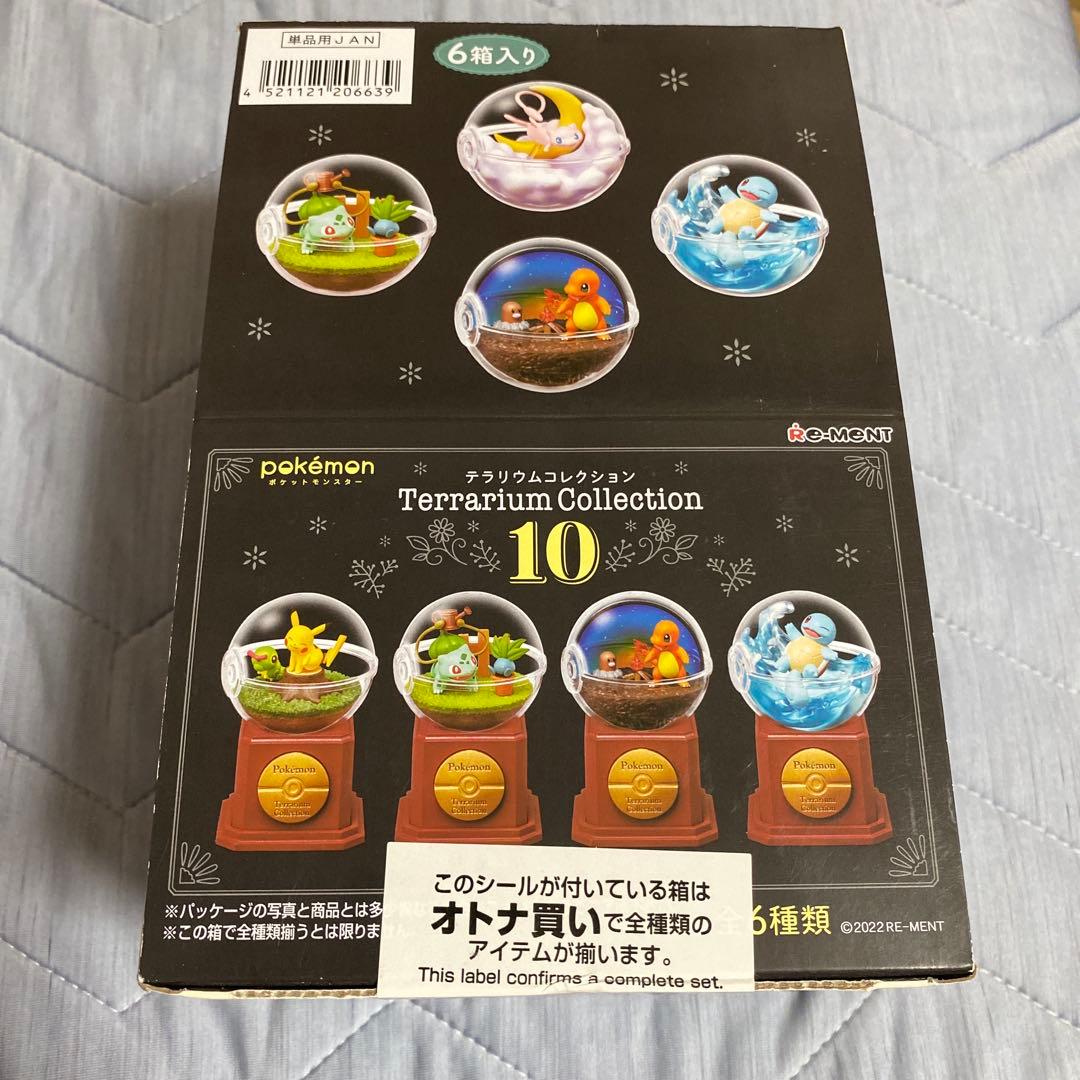 単品用JAN
4 521121 206639
6箱入り
Re-MeNT
pokémon
ポケットモンスター
テラリウムコレクション
Terrarium Collection
10
Pokémon
Terrarium
Collection
Pokémon
Terrarium
Collection
Pokémon
Terrarium
Collection
Pokémon
Terrarium
Collection
※パッケージの写真と商品とは多少
※この箱で全種類揃うとは限りません。
全6種類
©2022 RE-MENT
このシールが付いている箱は
オトナ買いで全種類の
アイテムが揃います。
This label confirms a complete set.